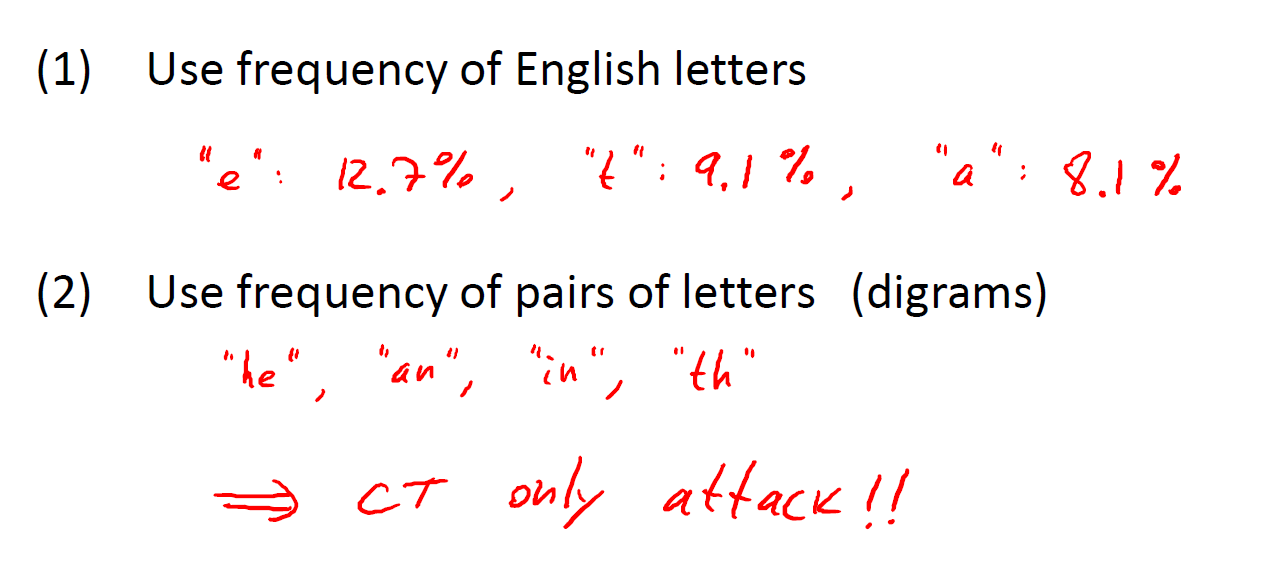 (1) Use frequency of English letters
"e": 12.7%, "t": 9.1%, "a": 8.1%
(2) Use frequency of pairs of letters (digrams)
"he", "an", "in", "th"
⟹ CT only attack!!